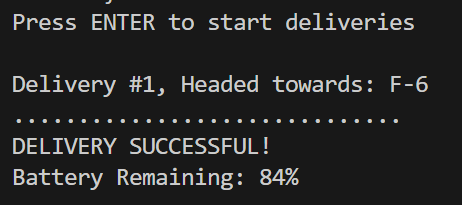 Press ENTER to start deliveries
Delivery #1, Headed towards: F-6
..............................
DELIVERY SUCCESSFUL!
Battery Remaining: 84%